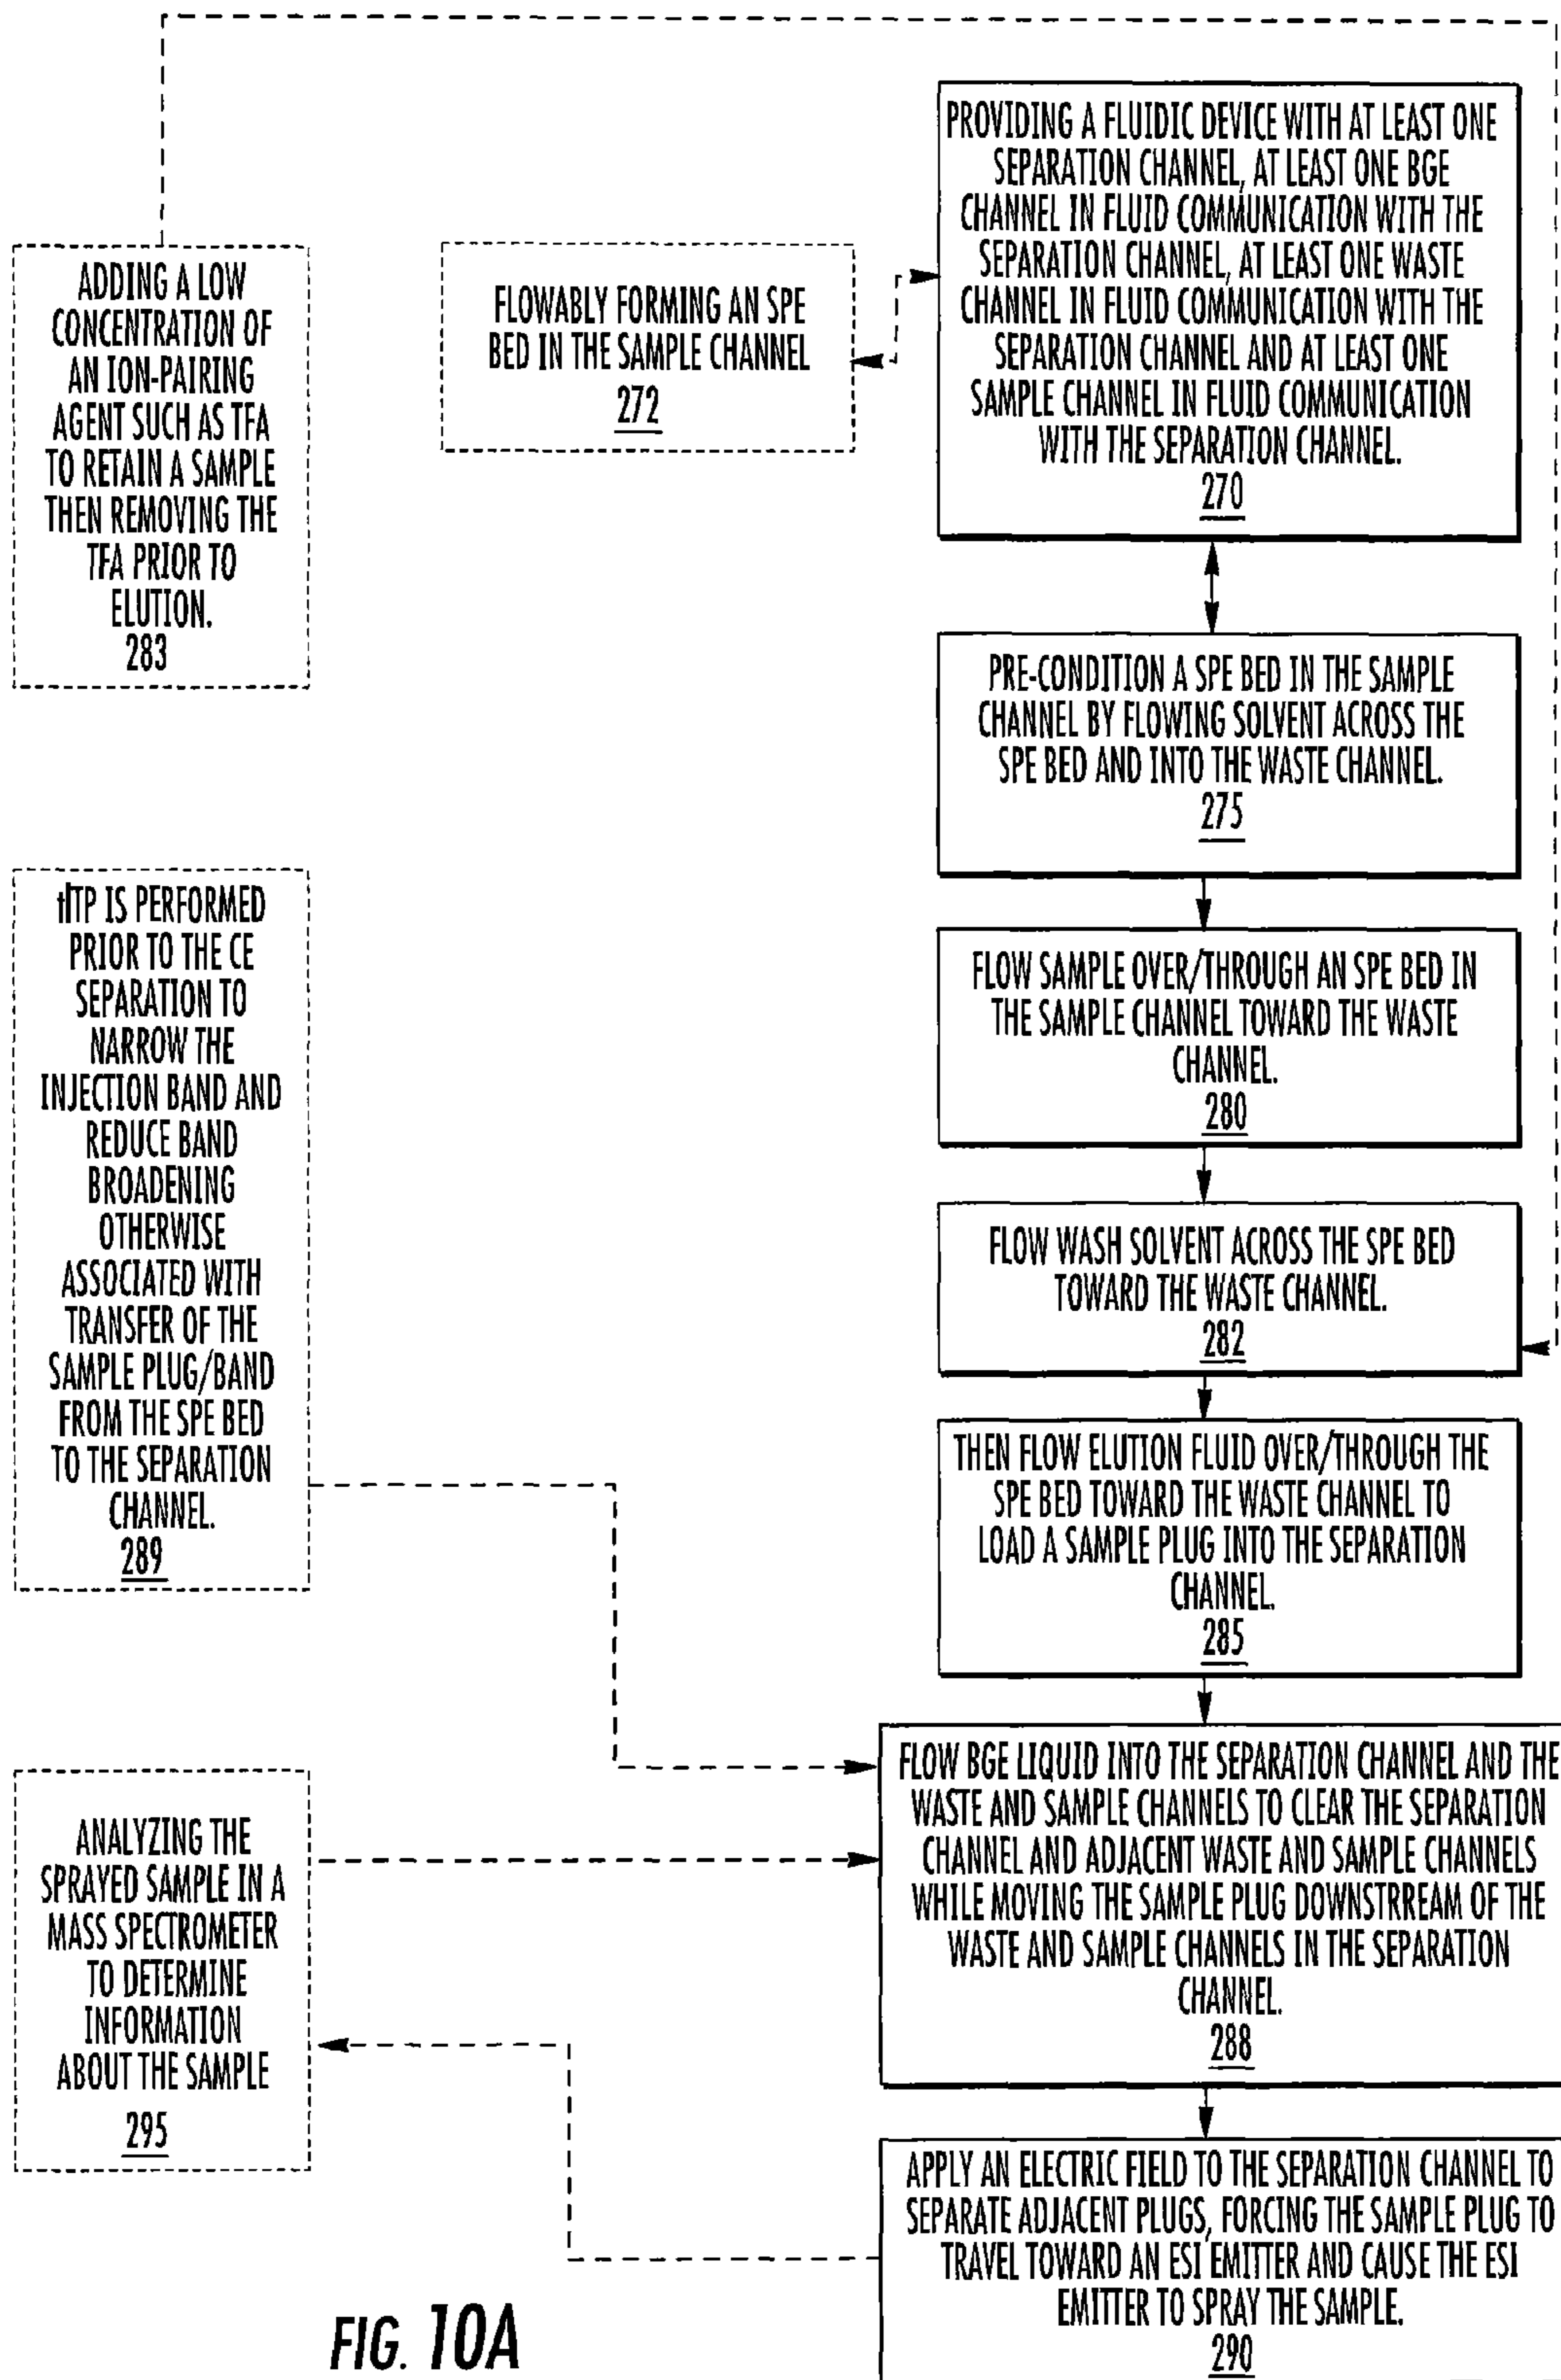 PROVIDING A FLUIDIC DEVICE WITH AT LEAST ONE
SEPARATION CHANNEL, AT LEAST ONE BGE
CHANNEL IN FLUID COMMUNICATION WITH THE
SEPARATION CHANNEL, AT LEAST ONE WASTE
CHANNEL IN FLUID COMMUNICATION WITH THE
SEPARATION CHANNEL AND AT LEAST ONE
SAMPLE CHANNEL IN FLUID COMMUNICATION
WITH THE SEPARATION CHANNEL.
270
ADDING A LOW
CONCENTRATION OF
AN ION-PAIRING
AGENT SUCH AS TFA
TO RETAIN A SAMPLE
THEN REMOVING THE
TFA PRIOR TO
ELUTION.
283
FLOWABLY FORMING AN SPE
BED IN THE SAMPLE CHANNEL
272
PRE-CONDITION A SPE BED IN THE SAMPLE
CHANNEL BY FLOWING SOLVENT ACROSS THE
SPE BED AND INTO THE WASTE CHANNEL.
275
FLOW SAMPLE OVER/THROUGH AN SPE BED IN
THE SAMPLE CHANNEL TOWARD THE WASTE
CHANNEL.
280
FLOW WASH SOLVENT ACROSS THE SPE BED
TOWARD THE WASTE CHANNEL.
282
THEN FLOW ELUTION FLUID OVER/THROUGH THE
SPE BED TOWARD THE WASTE CHANNEL TO
LOAD A SAMPLE PLUG INTO THE SEPARATION
CHANNEL.
285
tITP IS PERFORMED
PRIOR TO THE CE
SEPARATION TO
NARROW THE
INJECTION BAND AND
REDUCE BAND
BROADENING
OTHERWISE
ASSOCIATED WITH
TRANSFER OF THE
SAMPLE PLUG/BAND
FROM THE SPE BED
TO THE SEPARATION
CHANNEL.
289
FLOW BGE LIQUID INTO THE SEPARATION CHANNEL AND THE
WASTE AND SAMPLE CHANNELS TO CLEAR THE SEPARATION
CHANNEL AND ADJACENT WASTE AND SAMPLE CHANNELS
WHILE MOVING THE SAMPLE PLUG DOWNSTRREAM OF THE
WASTE AND SAMPLE CHANNELS IN THE SEPARATION
CHANNEL.
288
ANALYZING THE
SPRAYED SAMPLE IN A
MASS SPECTROMETER
TO DETERMINE
INFORMATION
ABOUT THE SAMPLE
295
APPLY AN ELECTRIC FIELD TO THE SEPARATION CHANNEL TO
SEPARATE ADJACENT PLUGS, FORCING THE SAMPLE PLUG TO
TRAVEL TOWARD AN ESI EMITTER AND CAUSE THE ESI
EMITTER TO SPRAY THE SAMPLE.
290
FIG. 10A